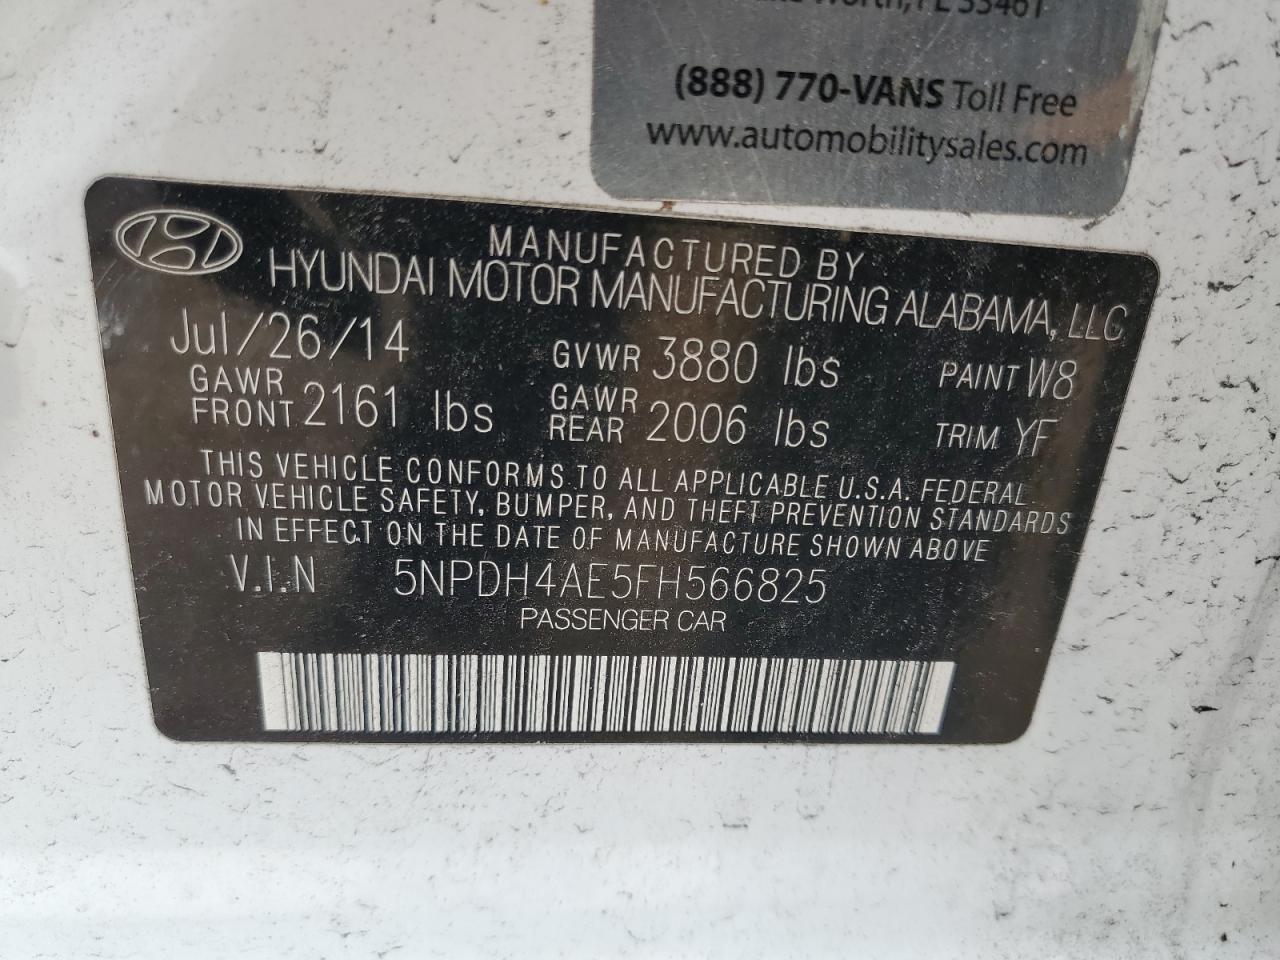 Worth, FL 33461
(888) 770-VANS Toll Free
www.automobilitysales.com
MANUFACTURED BY
HYUNDAI MOTOR MANUFACTURING ALABAMA, LLC
Jul/26/14 GVWR 3880 lbs PAINT W8
GAWR FRONT 2161 lbs GAWR REAR 2006 lbs TRIM YF
THIS VEHICLE CONFORMS TO ALL APPLICABLE U.S.A. FEDERAL
MOTOR VEHICLE SAFETY, BUMPER, AND THEFT PREVENTION STANDARDS
IN EFFECT ON THE DATE OF MANUFACTURE SHOWN ABOVE
V.I.N 5NPDH4AE5FH566825
PASSENGER CAR